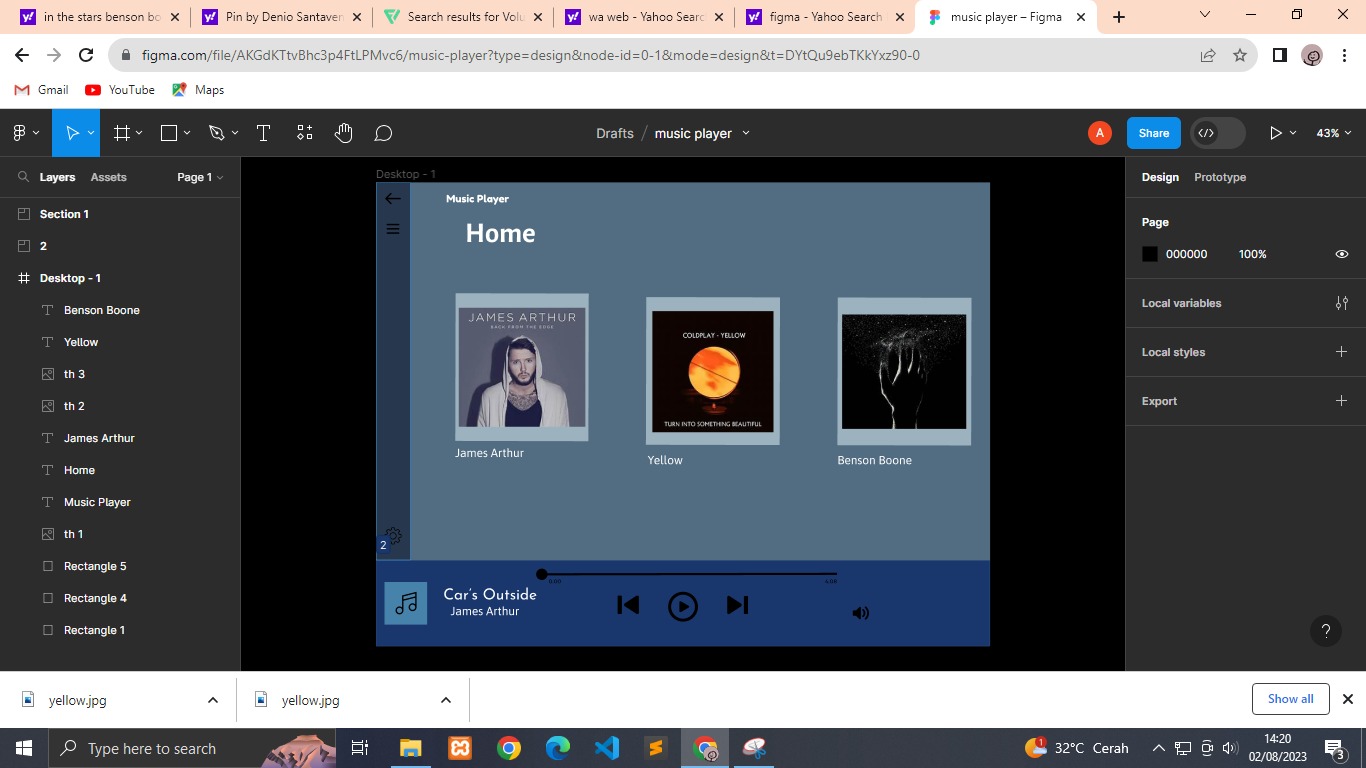 in the stars benson bo
Pin by Denio Santaven
Search results for Volu
wa web - Yahoo Searc
figma - Yahoo Search
music player – Figma
figma.com/file/AKGdKTtvBhc3p4FtLPMvc6/music-player?type=design&node-id=0-1&mode=design&t=DYtQu9ebTKkYxz90-0
Gmail
YouTube
Maps
Drafts / music player
A
Share
43%
Layers
Assets
Page 1
Section 1
2
Desktop - 1
Benson Boone
Yellow
th 3
th 2
James Arthur
Home
Music Player
th 1
Rectangle 5
Rectangle 4
Rectangle 1
Desktop - 1
Music Player
Home
JAMES ARTHUR
BACK FROM THE EDGE
James Arthur
COLDPLAY - YELLOW
TURN INTO SOMETHING BEAUTIFUL
Yellow
Benson Boone
2
0:00
4:06
Car's Outside
James Arthur
Design
Prototype
Page
000000
100%
Local variables
Local styles
Export
?
yellow.jpg
yellow.jpg
Show all
Type here to search
1
32°C Cerah
14:20
02/08/2023
3